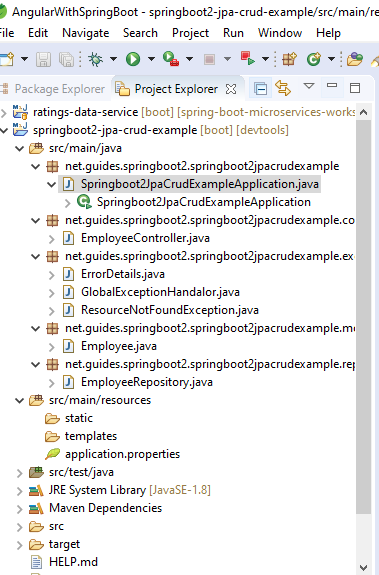 AngularWithSpringBoot - springboot2-jpa-crud-example/src/main/re
File Edit Navigate Search Project Run Window Help
Package Explorer Project Explorer
ratings-data-service [boot] [spring-boot-microservices-works
springboot2-jpa-crud-example [boot] [devtools]
src/main/java
net.guides.springboot2.springboot2jpacrudexample
Springboot2JpaCrudExampleApplication.java
Springboot2JpaCrudExampleApplication
net.guides.springboot2.springboot2jpacrudexample.co
EmployeeController.java
net.guides.springboot2.springboot2jpacrudexample.ex
ErrorDetails.java
GlobalExceptionHandalor.java
ResourceNotFoundException.java
net.guides.springboot2.springboot2jpacrudexample.mo
Employee.java
net.guides.springboot2.springboot2jpacrudexample.rep
EmployeeRepository.java
src/main/resources
static
templates
application.properties
src/test/java
JRE System Library [JavaSE-1.8]
Maven Dependencies
src
target
HELP.md